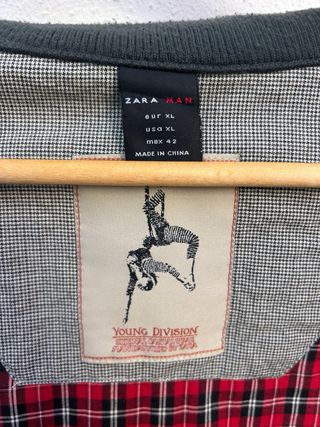 ZARA MAN
eur XL
usa XL
mex 42
MADE IN CHINA
YOUNG DIVISION